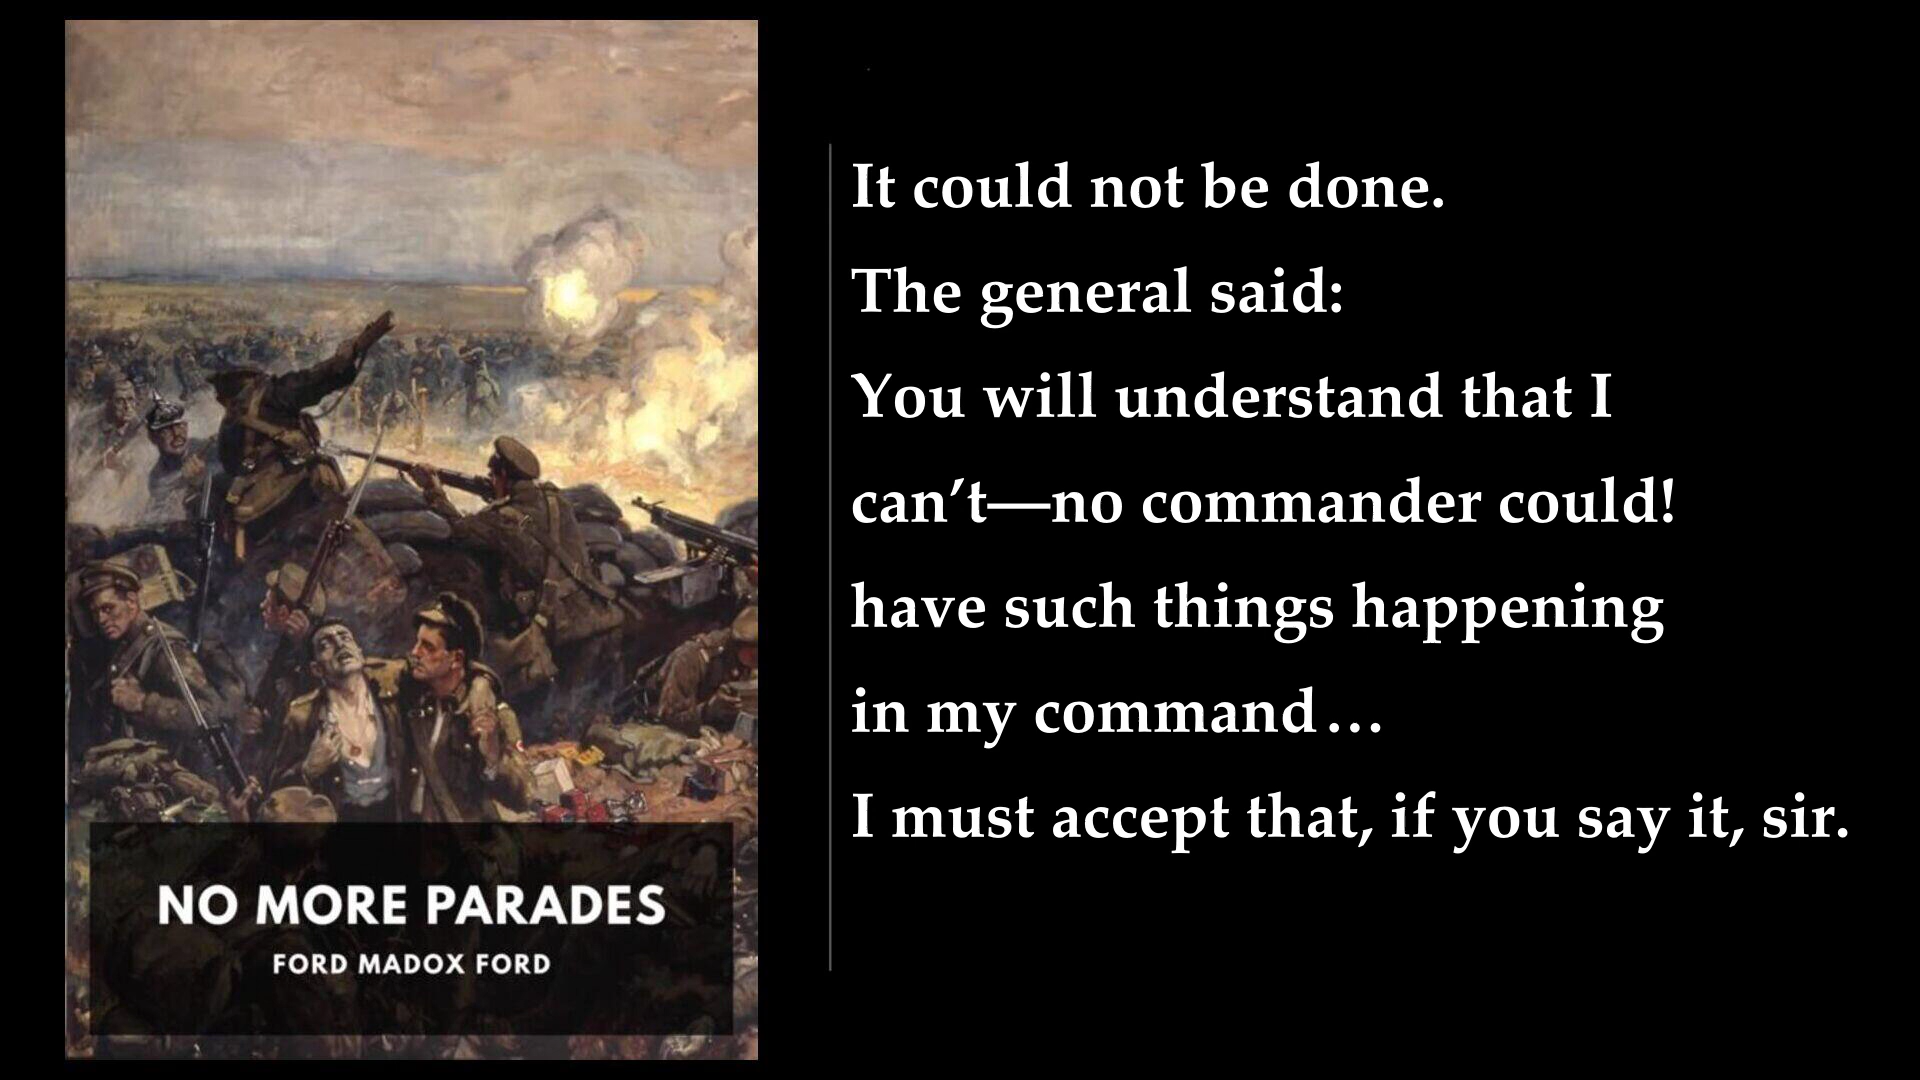 It could not be done.
The general said:
You will understand that I
can’t—no commander could!
have such things happening
in my command…
I must accept that, if you say it, sir.
NO MORE PARADES
FORD MADOX FORD